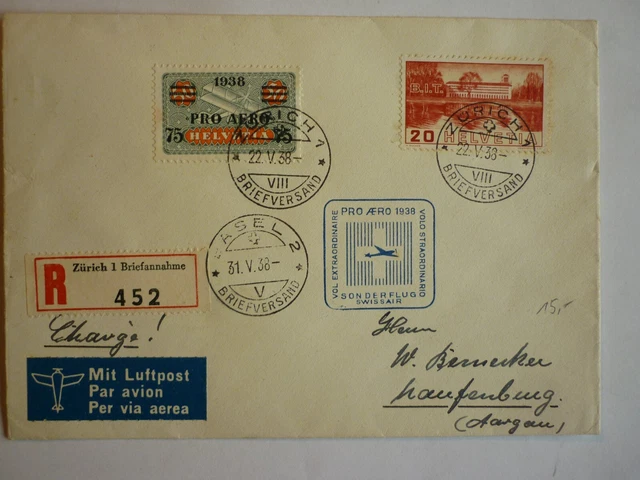 1938
PRO AERO
75 75
HELVETIA
B.I.T.
20 HELVETIA
ZÜRICH 1
22.V.38–
VIII
BRIEFVERSAND
ZÜRICH 1
22.V.38–
VIII
BRIEFVERSAND
BASEL 2
31.V.38–
V
BRIEFVERSAND
PRO ÆRO 1938
VOL EXTRAORDINAIRE
VOLO STRAORDINARIO
SONDERFLUG
SWISSAIR
R
Zürich 1 Briefannahme
452
15,-
Chargé!
Mit Luftpost
Par avion
Per via aerea
Herrn
W. Bernecker
Laufenburg.
(Aargau)